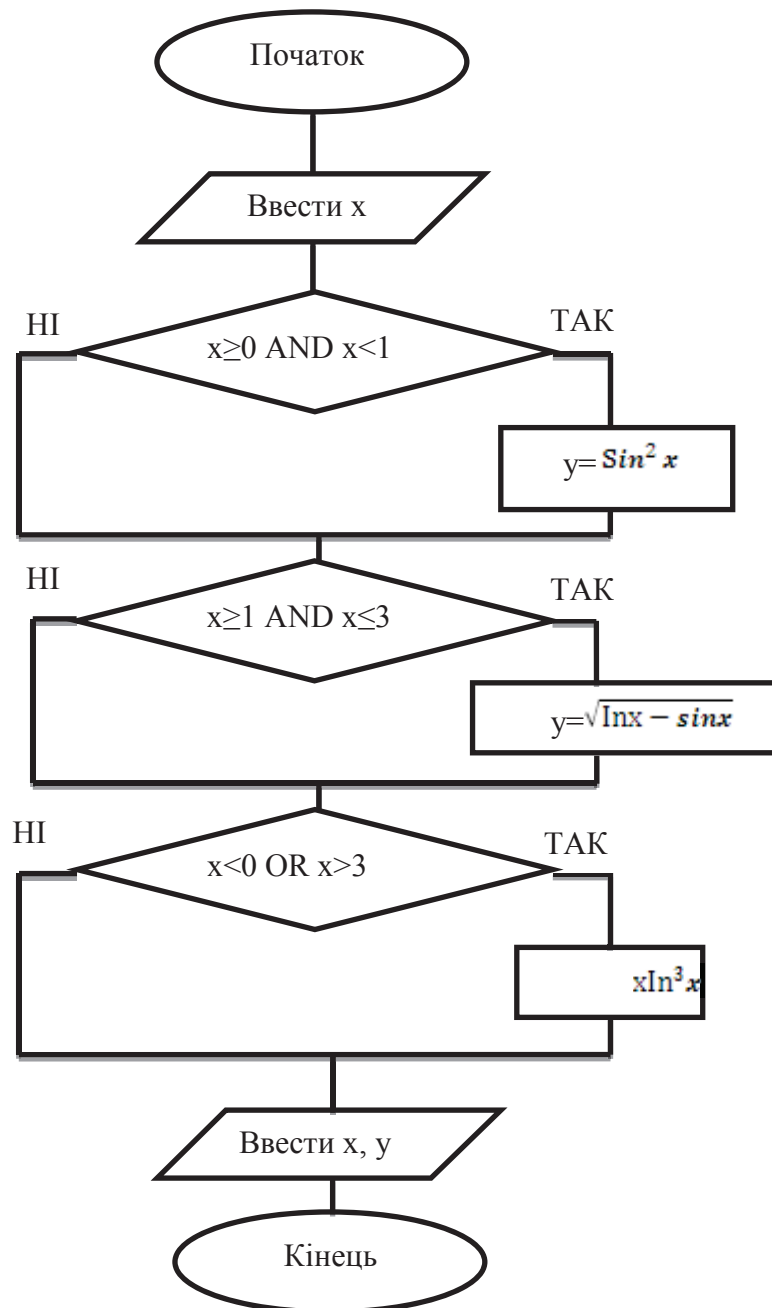 Початок
Ввести x
НІ
ТАК
x≥0 AND x<1
y= Sin² x
НІ
ТАК
x≥1 AND x≤3
y=√Inx − sinx
НІ
ТАК
x<0 OR x>3
xIn³x
Ввести x, y
Кінець